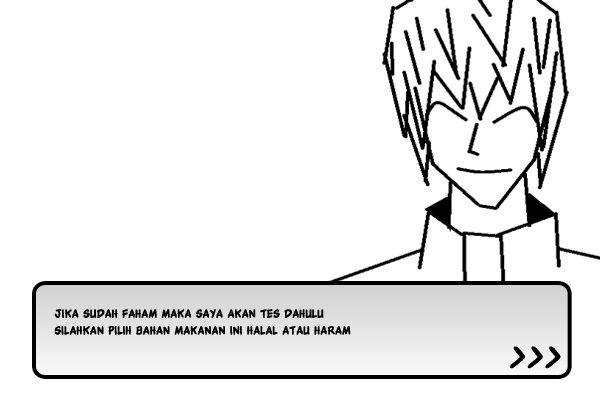 JIKA SUDAH FAHAM MAKA SAYA AKAN TES DAHULU
SILAHKAN PILIH BAHAN MAKANAN INI HALAL ATAU HARAM